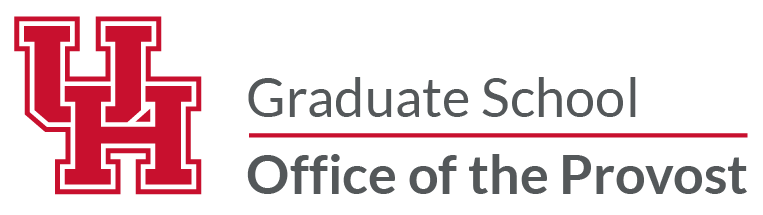 UH
Graduate School
Office of the Provost